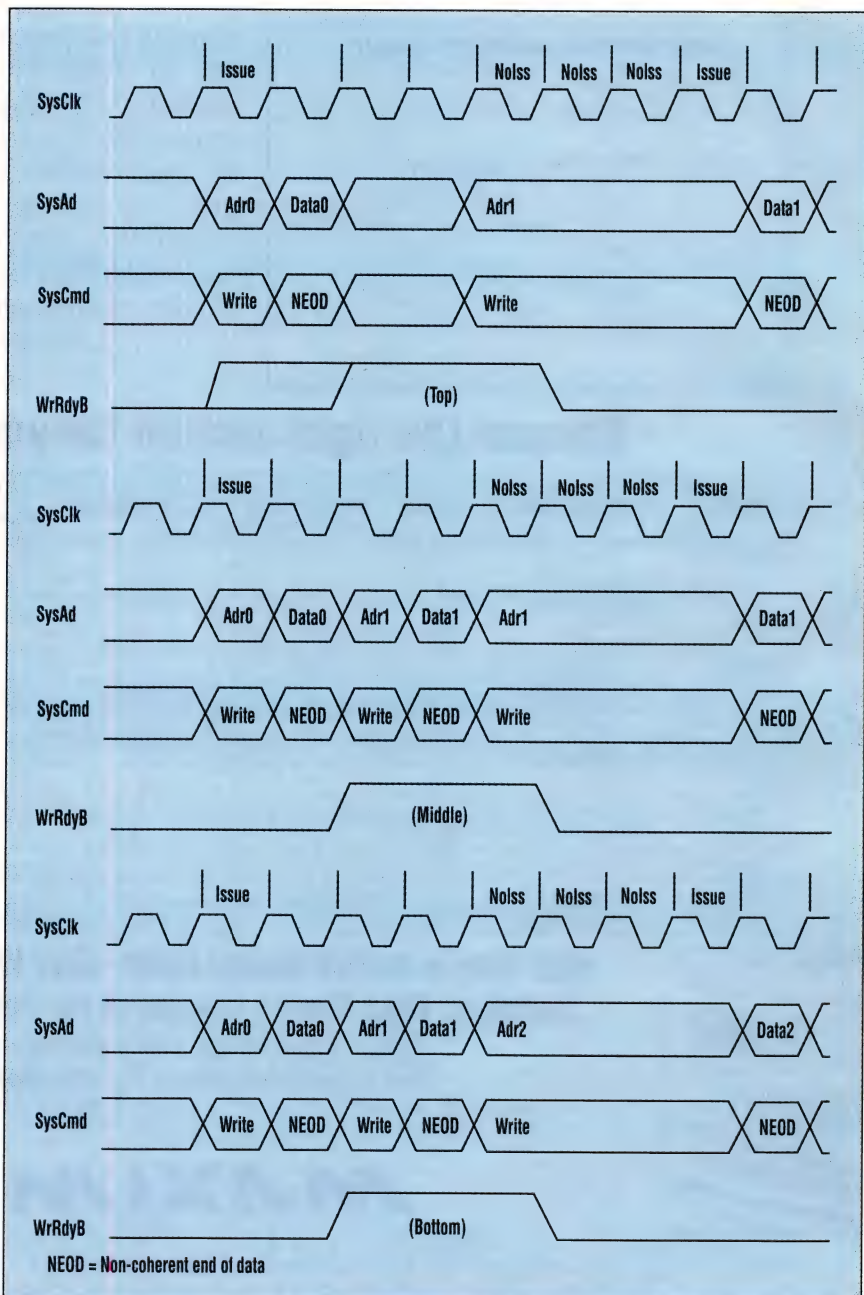 Issue NoIss NoIss NoIss Issue
SysClk
SysAd Adr0 Data0 Adr1 Data1
SysCmd Write NEOD Write NEOD
WrRdyB (Top)
Issue NoIss NoIss NoIss Issue
SysClk
SysAd Adr0 Data0 Adr1 Data1 Adr1 Data1
SysCmd Write NEOD Write NEOD Write NEOD
WrRdyB (Middle)
Issue NoIss NoIss NoIss Issue
SysClk
SysAd Adr0 Data0 Adr1 Data1 Adr2 Data2
SysCmd Write NEOD Write NEOD Write NEOD
WrRdyB (Bottom)
NEOD = Non-coherent end of data